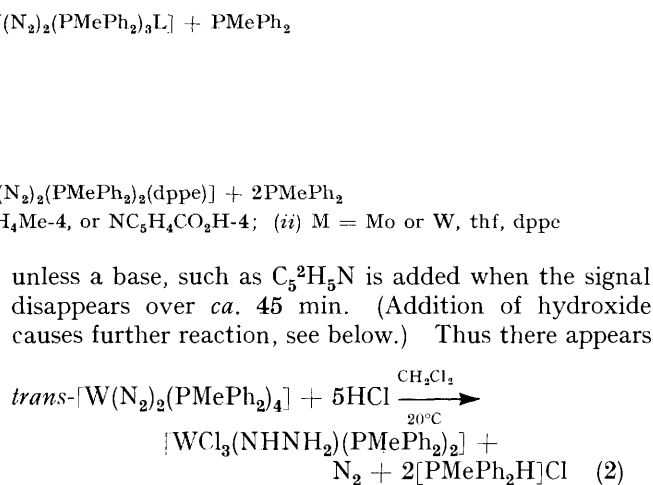 (N₂)₂(PMePh₂)₃L] + PMePh₂
(N₂)₂(PMePh₂)₂(dppe)] + 2PMePh₂
H₄Me-4, or NC₅H₄CO₂H-4; (ii) M = Mo or W, thf, dppe
unless a base, such as C₅²H₅N is added when the signal
disappears over ca. 45 min. (Addition of hydroxide
causes further reaction, see below.) Thus there appears
CH₂Cl₂
trans-[W(N₂)₂(PMePh₂)₄] + 5HCl ⟶
20°C
[WCl₃(NHNH₂)(PMePh₂)₂] +
N₂ + 2[PMePh₂H]Cl (2)